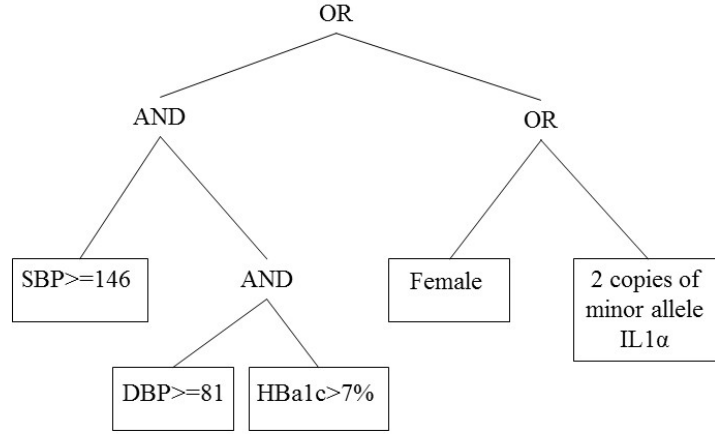 OR
AND
OR
SBP>=146
AND
Female
2 copies of
minor allele
IL1α
DBP>=81
HBa1c>7%